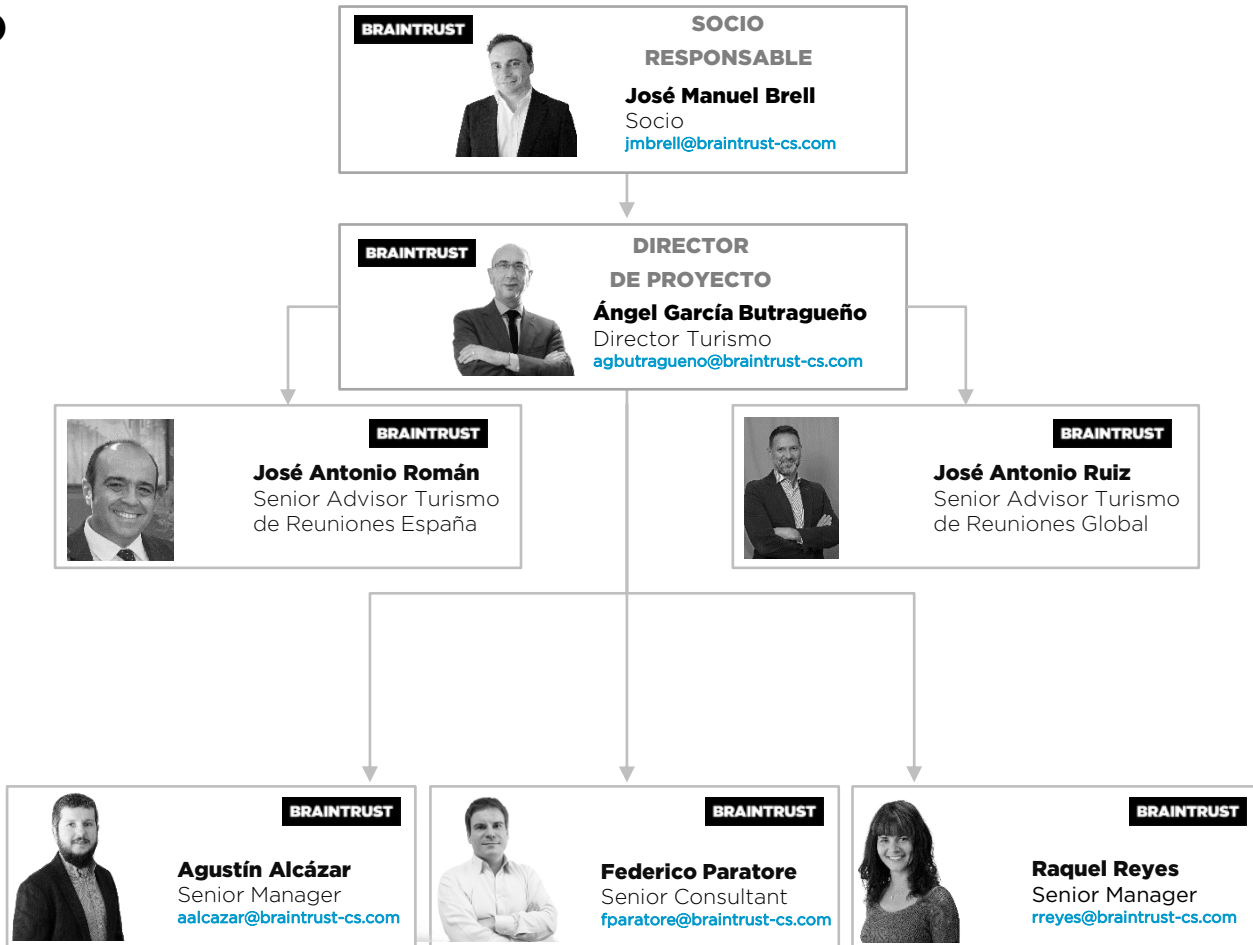 BRAINTRUST
SOCIO
RESPONSABLE
José Manuel Brell
Socio
jmbrell@braintrust-cs.com
BRAINTRUST
DIRECTOR
DE PROYECTO
Ángel García Butragueño
Director Turismo
agbutragueno@braintrust-cs.com
BRAINTRUST
José Antonio Román
Senior Advisor Turismo
de Reuniones España
BRAINTRUST
José Antonio Ruiz
Senior Advisor Turismo
de Reuniones Global
BRAINTRUST
Agustín Alcázar
Senior Manager
aalcazar@braintrust-cs.com
BRAINTRUST
Federico Paratore
Senior Consultant
fparatore@braintrust-cs.com
BRAINTRUST
Raquel Reyes
Senior Manager
rreyes@braintrust-cs.com